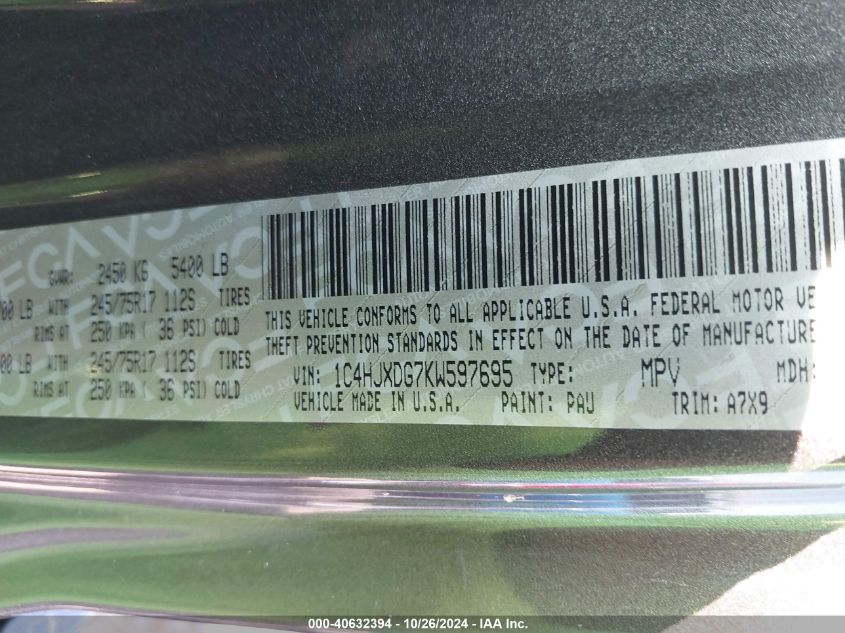 GVWR: 2450 KG 5400 LB
00 LB WITH 245/75R17 112S TIRES
RIMS AT 250 KPA ( 36 PSI) COLD
00 LB WITH 245/75R17 112S TIRES
RIMS AT 250 KPA ( 36 PSI) COLD
THIS VEHICLE CONFORMS TO ALL APPLICABLE U.S.A. FEDERAL MOTOR VE
THEFT PREVENTION STANDARDS IN EFFECT ON THE DATE OF MANUFACTURE
VIN: 1C4HJXDG7KW597695 TYPE: MPV MDH:
VEHICLE MADE IN U.S.A. PAINT: PAU TRIM: A7X9
000-40632394 - 10/26/2024 - IAA Inc.